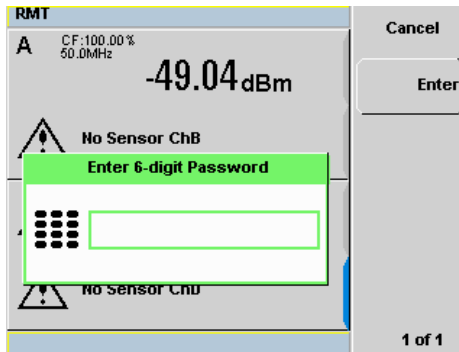 RMT
Cancel
A
CF:100.00%
50.0MHz
-49.04dBm
Enter
No Sensor ChB
Enter 6-digit Password
No Sensor ChD
1 of 1